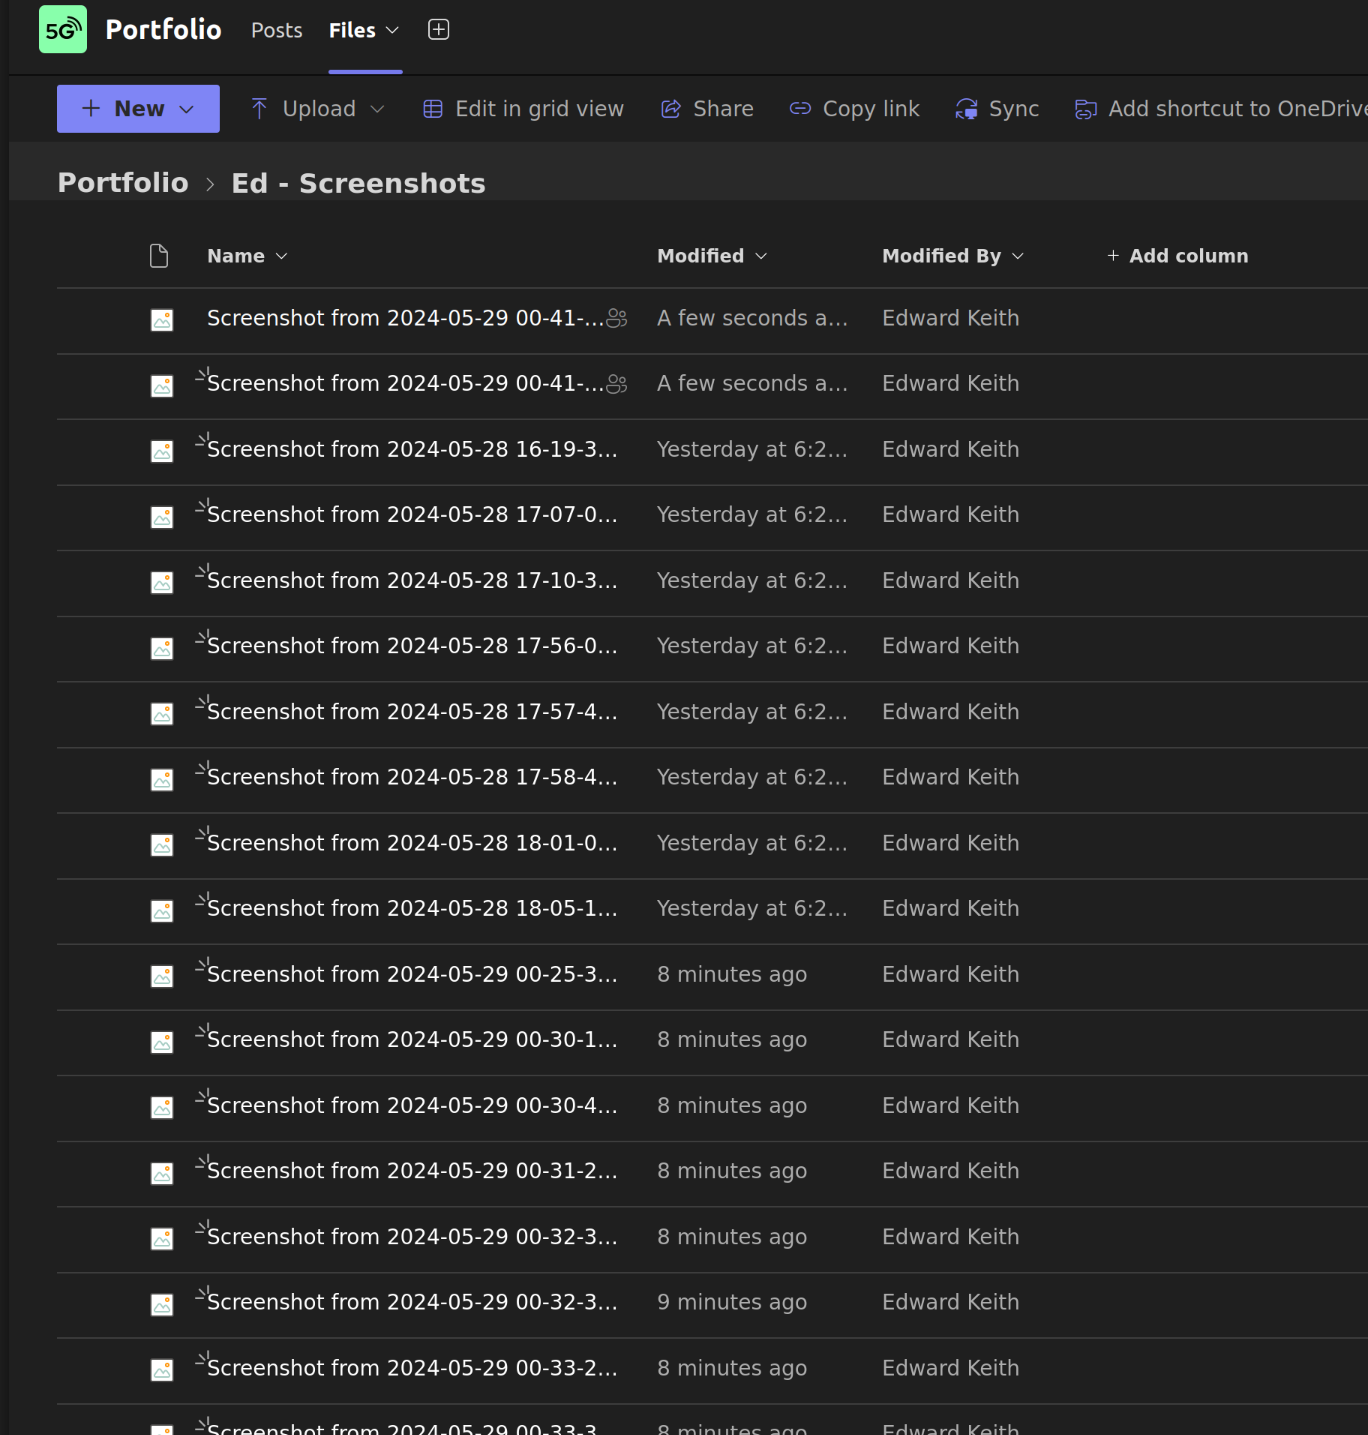 5G Portfolio Posts Files
New Upload Edit in grid view Share Copy link Sync Add shortcut to OneDrive
Portfolio > Ed - Screenshots
Name Modified Modified By + Add column
Screenshot from 2024-05-29 00-41-... A few seconds a... Edward Keith
Screenshot from 2024-05-29 00-41-... A few seconds a... Edward Keith
Screenshot from 2024-05-28 16-19-3... Yesterday at 6:2... Edward Keith
Screenshot from 2024-05-28 17-07-0... Yesterday at 6:2... Edward Keith
Screenshot from 2024-05-28 17-10-3... Yesterday at 6:2... Edward Keith
Screenshot from 2024-05-28 17-56-0... Yesterday at 6:2... Edward Keith
Screenshot from 2024-05-28 17-57-4... Yesterday at 6:2... Edward Keith
Screenshot from 2024-05-28 17-58-4... Yesterday at 6:2... Edward Keith
Screenshot from 2024-05-28 18-01-0... Yesterday at 6:2... Edward Keith
Screenshot from 2024-05-28 18-05-1... Yesterday at 6:2... Edward Keith
Screenshot from 2024-05-29 00-25-3... 8 minutes ago Edward Keith
Screenshot from 2024-05-29 00-30-1... 8 minutes ago Edward Keith
Screenshot from 2024-05-29 00-30-4... 8 minutes ago Edward Keith
Screenshot from 2024-05-29 00-31-2... 8 minutes ago Edward Keith
Screenshot from 2024-05-29 00-32-3... 8 minutes ago Edward Keith
Screenshot from 2024-05-29 00-32-3... 9 minutes ago Edward Keith
Screenshot from 2024-05-29 00-33-2... 8 minutes ago Edward Keith
Screenshot from 2024-05-29 00-33-3 8 minutes ago Edward Keith